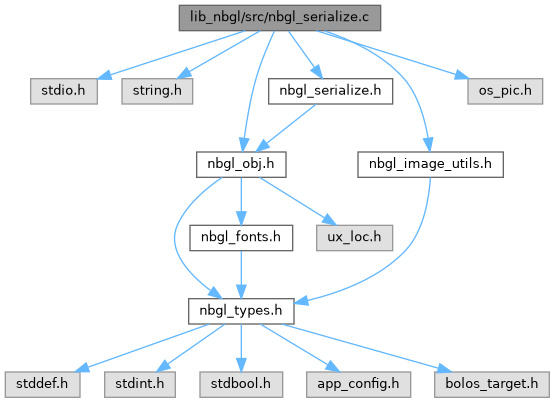 lib_nbgl/src/nbgl_serialize.c
stdio.h
string.h
nbgl_serialize.h
os_pic.h
nbgl_obj.h
nbgl_image_utils.h
nbgl_fonts.h
ux_loc.h
nbgl_types.h
stddef.h
stdint.h
stdbool.h
app_config.h
bolos_target.h